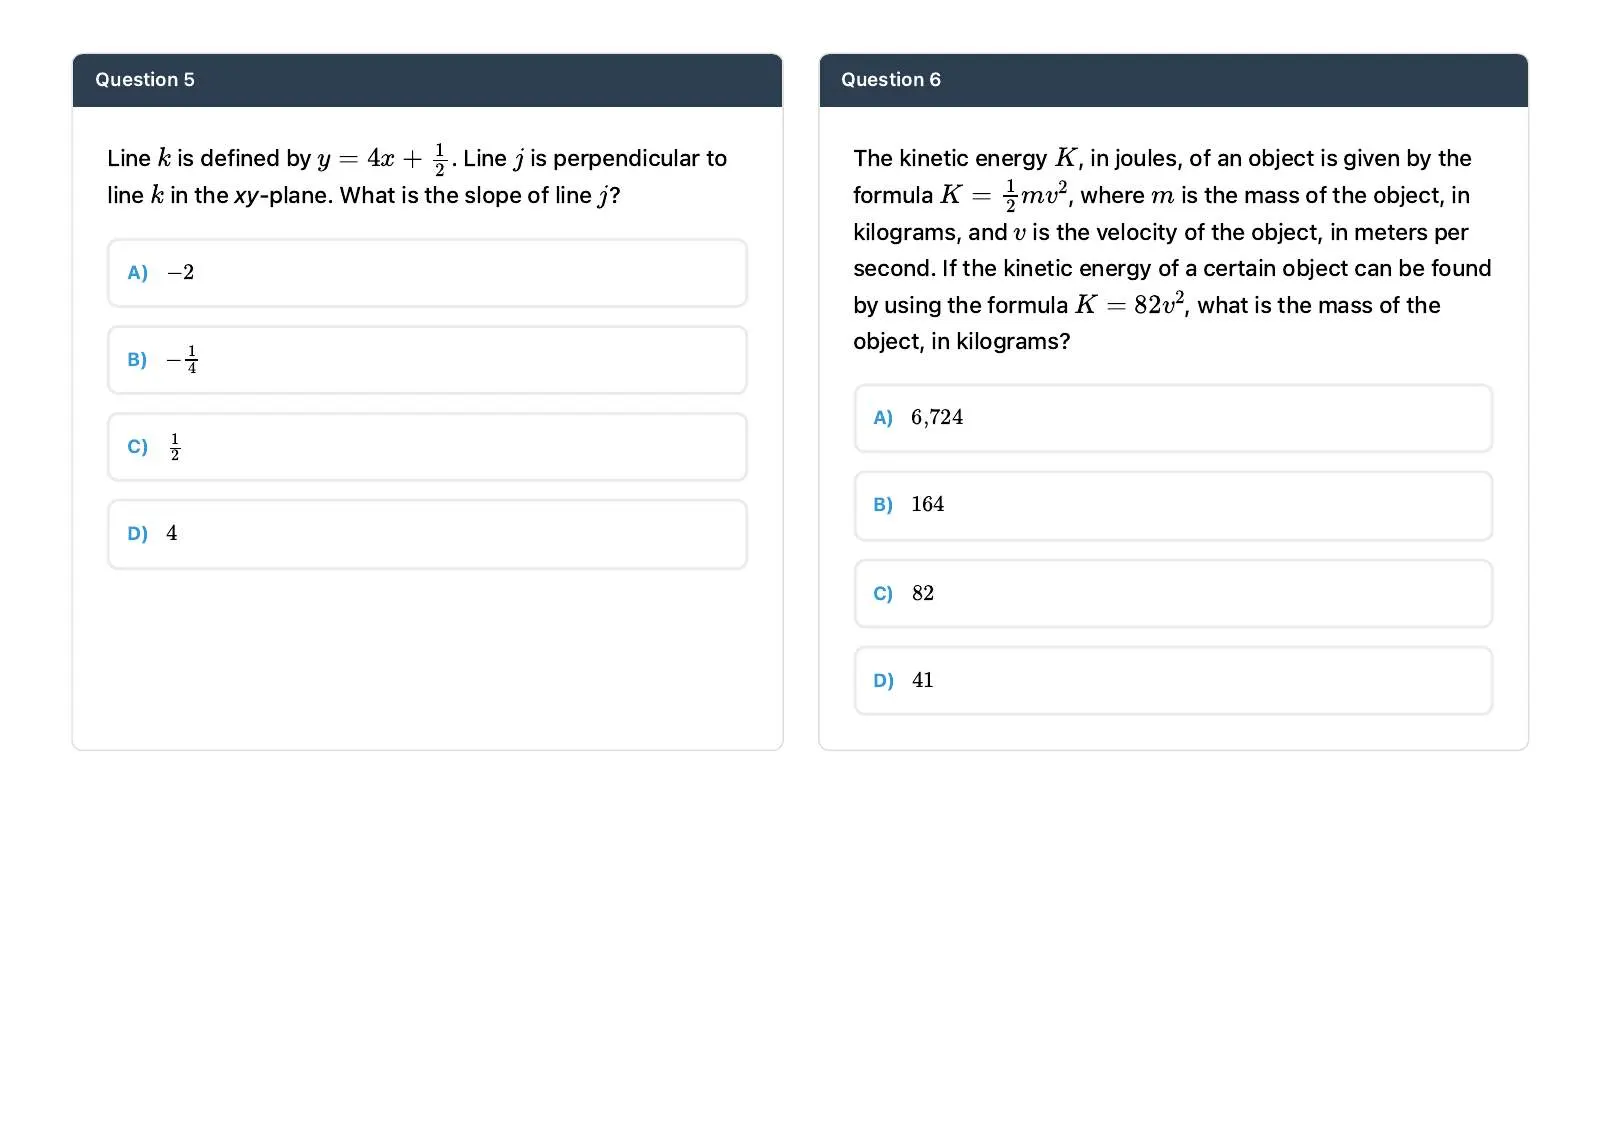 Question 5
Line k is defined by y = 4x + 1/2. Line j is perpendicular to
line k in the xy-plane. What is the slope of line j?
A) −2
B) −1/4
C) 1/2
D) 4
Question 6
The kinetic energy K, in joules, of an object is given by the
formula K = 1/2 mv², where m is the mass of the object, in
kilograms, and v is the velocity of the object, in meters per
second. If the kinetic energy of a certain object can be found
by using the formula K = 82v², what is the mass of the
object, in kilograms?
A) 6,724
B) 164
C) 82
D) 41